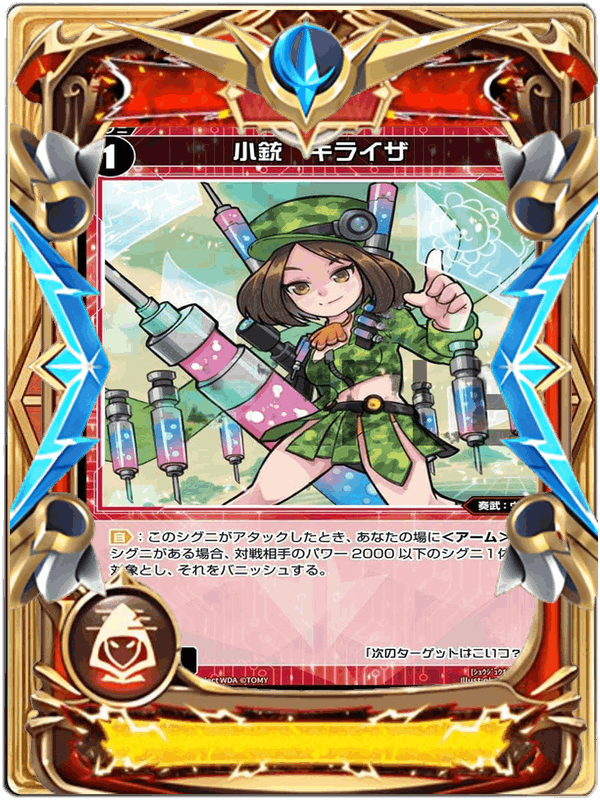 1
小銃 キライザ
奏武:ウ
自:このシグニがアタックしたとき、あなたの場に<アーム>
シグニがある場合、対戦相手のパワー2000以下のシグニ1体
対象とし、それをバニッシュする。
「次のターゲットはこいつ?
ject WDA ©TOMY